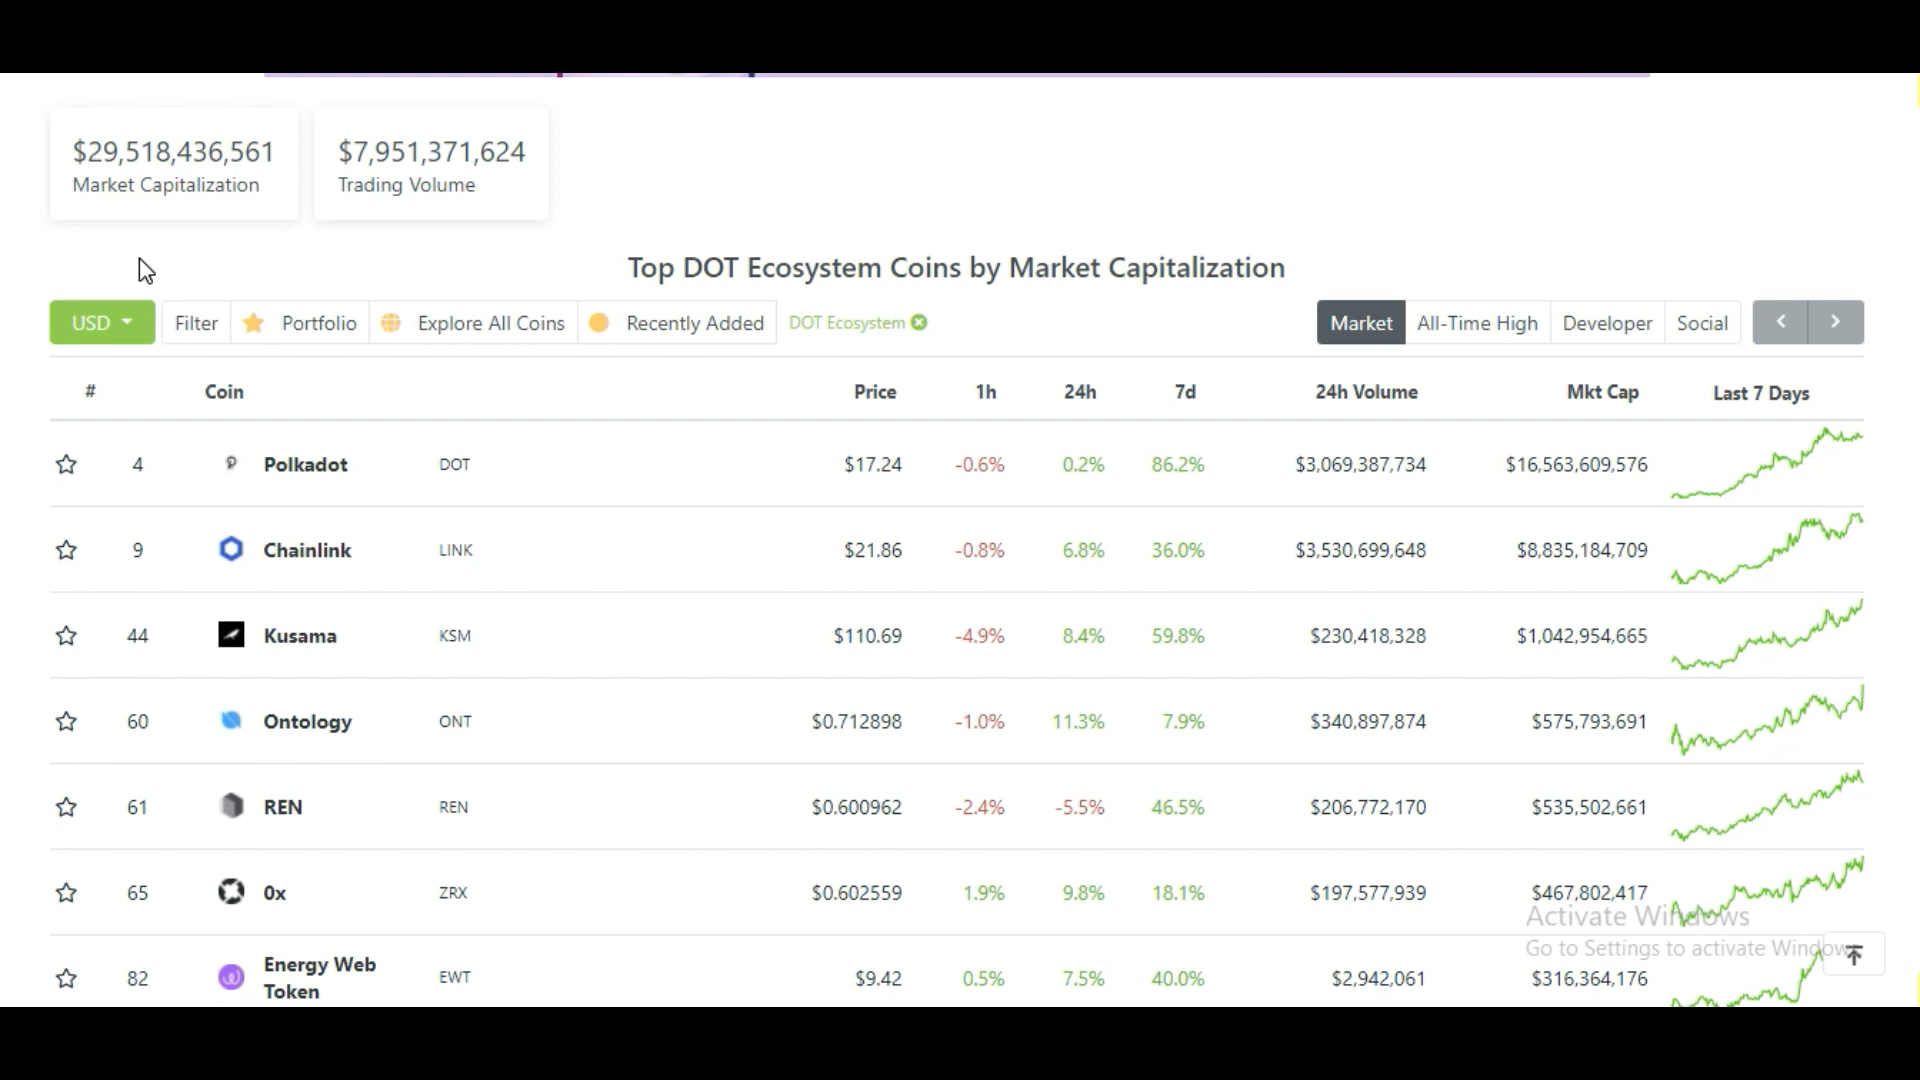 $29,518,436,561 $7,951,371,624
Market Capitalization Trading Volume
Top DOT Ecosystem Coins by Market Capitalization
USD Filter Portfolio Explore All Coins Recently Added DOT Ecosystem Market All-Time High Developer Social
# Coin Price 1h 24h 7d 24h Volume Mkt Cap Last 7 Days
4 Polkadot DOT $17.24 -0.6% 0.2% 86.2% $3,069,387,734 $16,563,609,576
9 Chainlink LINK $21.86 -0.8% 6.8% 36.0% $3,530,699,648 $8,835,184,709
44 Kusama KSM $110.69 -4.9% 8.4% 59.8% $230,418,328 $1,042,954,665
60 Ontology ONT $0.712898 -1.0% 11.3% 7.9% $340,897,874 $575,793,691
61 REN REN $0.600962 -2.4% -5.5% 46.5% $206,772,170 $535,502,661
65 0x ZRX $0.602559 1.9% 9.8% 18.1% $197,577,939 $467,802,417
Activate Windows
Go to Settings to activate Windows
82 Energy Web Token EWT $9.42 0.5% 7.5% 40.0% $2,942,061 $316,364,176